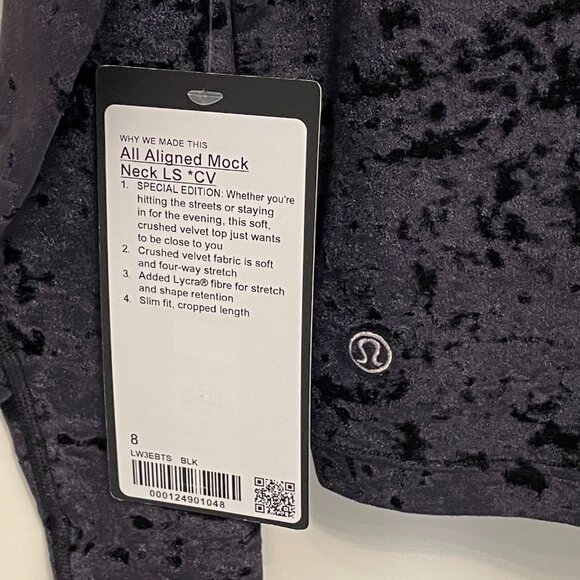 WHY WE MADE THIS
All Aligned Mock
Neck LS *CV
1. SPECIAL EDITION: Whether you're
hitting the streets or staying
in for the evening, this soft,
crushed velvet top just wants
to be close to you
2. Crushed velvet fabric is soft
and four-way stretch
3. Added Lycra® fibre for stretch
and shape retention
4. Slim fit, cropped length
8
LW3EBTS BLK
000124901048